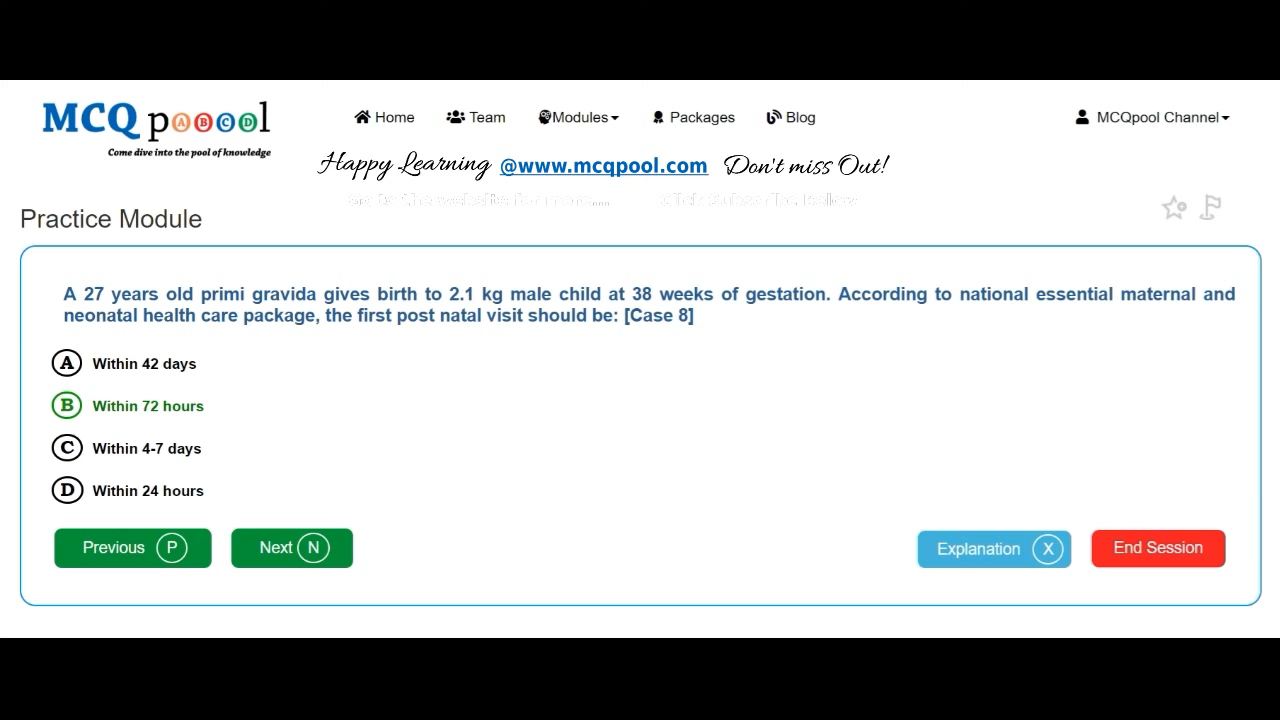 MCQ pooool
Come dive into the pool of knowledge
Home Team Modules Packages Blog MCQpool Channel
Happy Learning @www.mcqpool.com Don't miss Out!
Practice Module
A 27 years old primi gravida gives birth to 2.1 kg male child at 38 weeks of gestation. According to national essential maternal and
neonatal health care package, the first post natal visit should be: [Case 8]
A Within 42 days
B Within 72 hours
C Within 4-7 days
D Within 24 hours
Previous P Next N Explanation X End Session